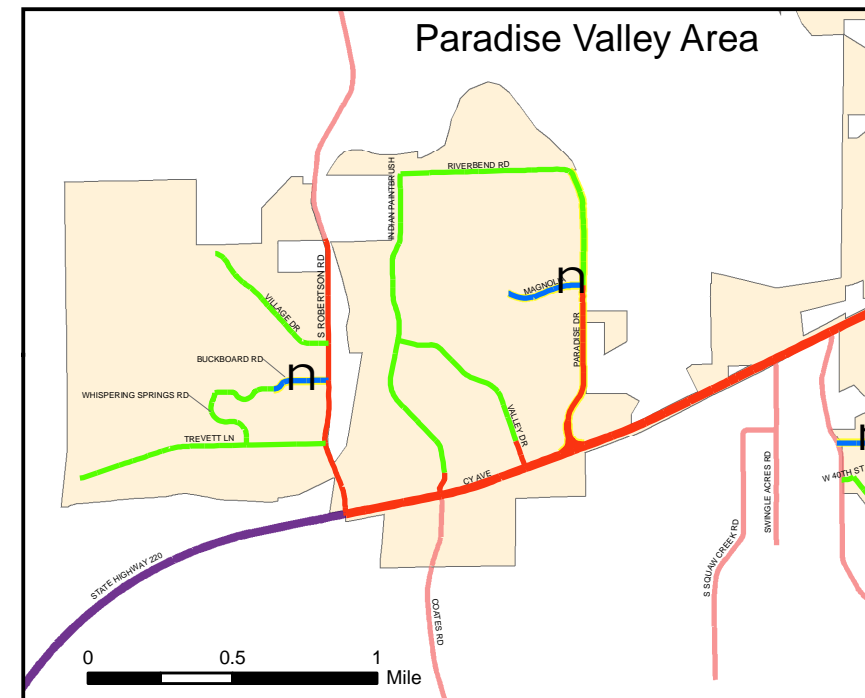 Paradise Valley Area
RIVERBEND RD
INDIAN PAINTBRUSH
S ROBERTSON RD
MAGNOLIA
n
VILLAGE DR
PARADISE DR
BUCKBOARD RD
n
WHISPERING SPRINGS RD
VALLEY DR
TREVETT LN
CY AVE
W 40TH ST
SWINGLE ACRES RD
S SQUAW CREEK RD
STATE HIGHWAY 220
COATES RD
0 0.5 1
Mile